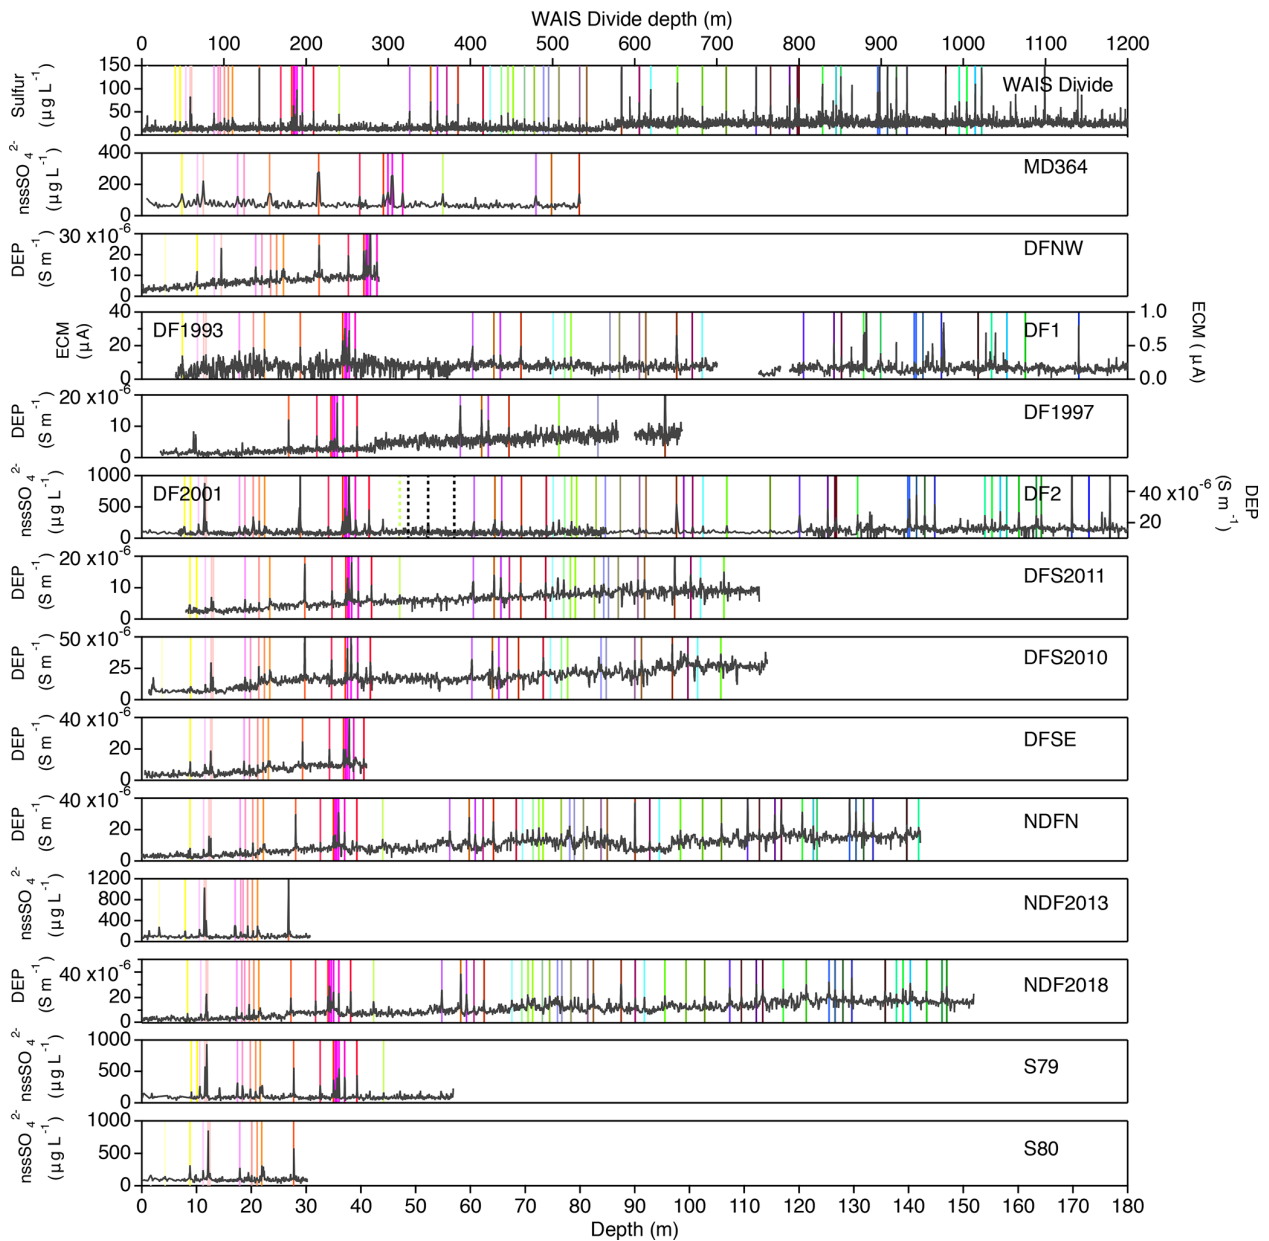 WAIS Divide depth (m)
0 100 200 300 400 500 600 700 800 900 1000 1100 1200
Sulfur (µg L-1)
150
100
50
0
WAIS Divide
nssSO42- (µg L-1)
400
200
0
MD364
DEP (S m-1)
30 x10-6
20
10
0
DFNW
ECM (µA)
40
20
0
DF1993
DF1
1.0
0.5
0.0
ECM (µA)
DEP (S m-1)
20 x10-6
10
0
DF1997
nssSO42- (µg L-1)
1000
500
0
DF2001
DF2
40 x10-6
20
DEP (S m-1)
DEP (S m-1)
20 x10-6
10
0
DFS2011
DEP (S m-1)
50 x10-6
25
0
DFS2010
DEP (S m-1)
40 x10-6
20
0
DFSE
DEP (S m-1)
40 x10-6
20
0
NDFN
nssSO42- (µg L-1)
1200
800
400
0
NDF2013
DEP (S m-1)
40 x10-6
20
0
NDF2018
nssSO42- (µg L-1)
1000
500
0
S79
nssSO42- (µg L-1)
1000
500
0
S80
0 10 20 30 40 50 60 70 80 90 100 110 120 130 140 150 160 170 180
Depth (m)